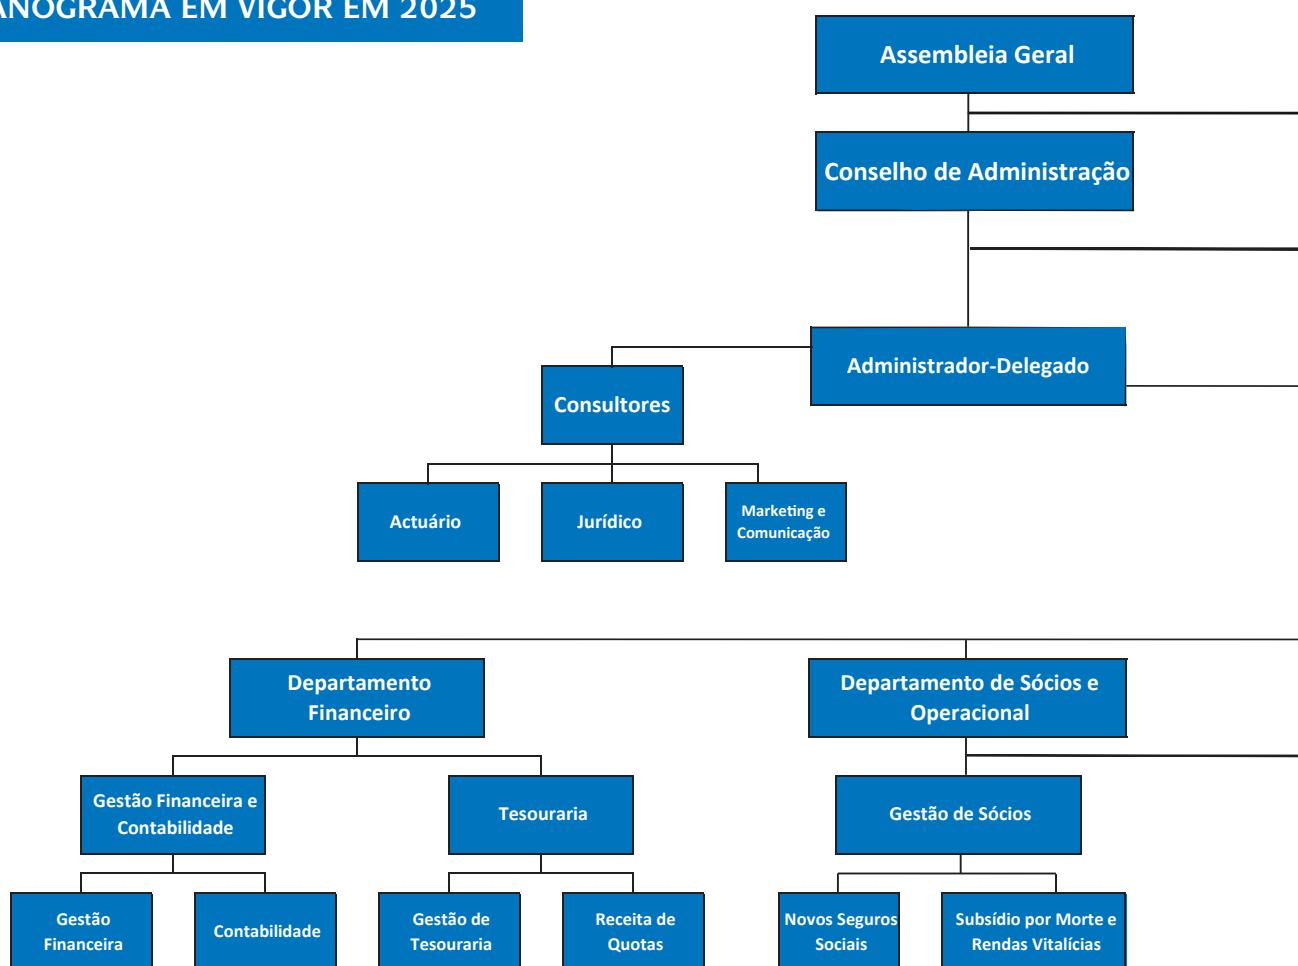 ANOGRAMA EM VIGOR EM 2025
Assembleia Geral
Conselho de Administração
Administrador-Delegado
Consultores
Actuário
Jurídico
Marketing e
Comunicação
Departamento
Financeiro
Departamento de Sócios e
Operacional
Gestão Financeira e
Contabilidade
Tesouraria
Gestão de Sócios
Gestão
Financeira
Contabilidade
Gestão de
Tesouraria
Receita de
Quotas
Novos Seguros
Sociais
Subsídio por Morte e
Rendas Vitalícias